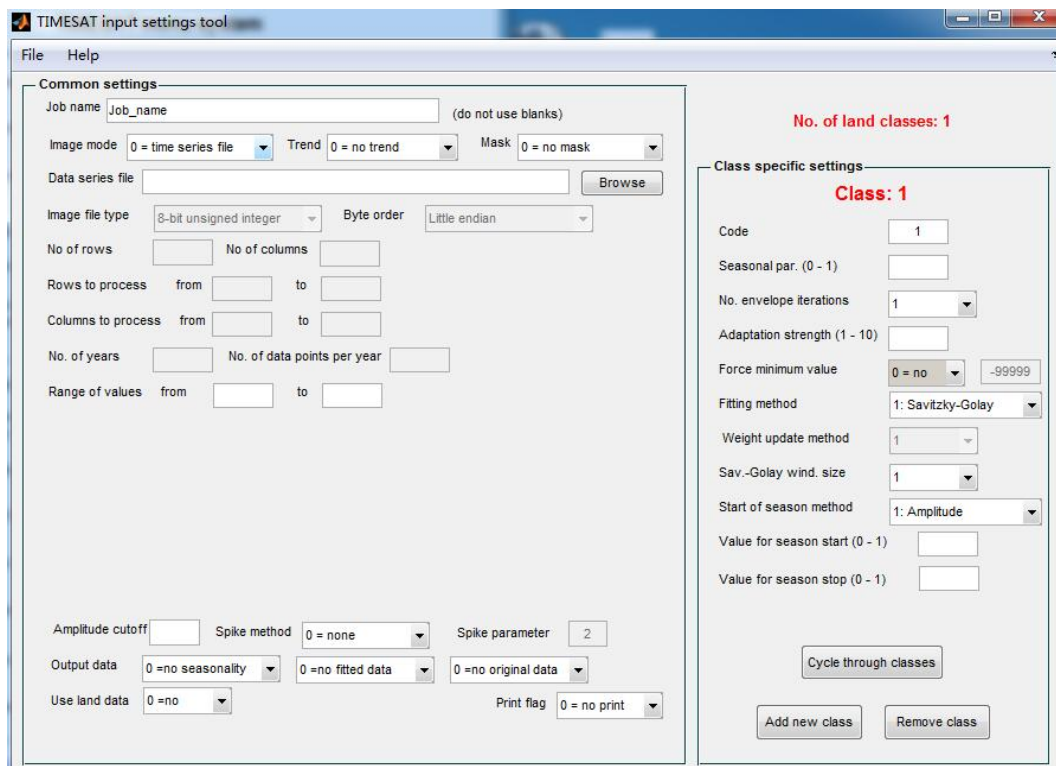 TIMESAT input settings tool
File Help
Common settings
Job name Job_name (do not use blanks)
No. of land classes: 1
Image mode 0 = time series file Trend 0 = no trend Mask 0 = no mask
Data series file Browse
Image file type 8-bit unsigned integer Byte order Little endian
No of rows No of columns
Rows to process from to
Columns to process from to
No. of years No. of data points per year
Range of values from to
Amplitude cutoff Spike method 0 = none Spike parameter 2
Output data 0 =no seasonality 0 =no fitted data 0 =no original data
Use land data 0 =no Print flag 0 = no print
Class specific settings
Class: 1
Code 1
Seasonal par. (0 - 1)
No. envelope iterations 1
Adaptation strength (1 - 10)
Force minimum value 0 = no -99999
Fitting method 1: Savitzky-Golay
Weight update method 1
Sav.-Golay wind. size 1
Start of season method 1: Amplitude
Value for season start (0 - 1)
Value for season stop (0 - 1)
Cycle through classes
Add new class Remove class